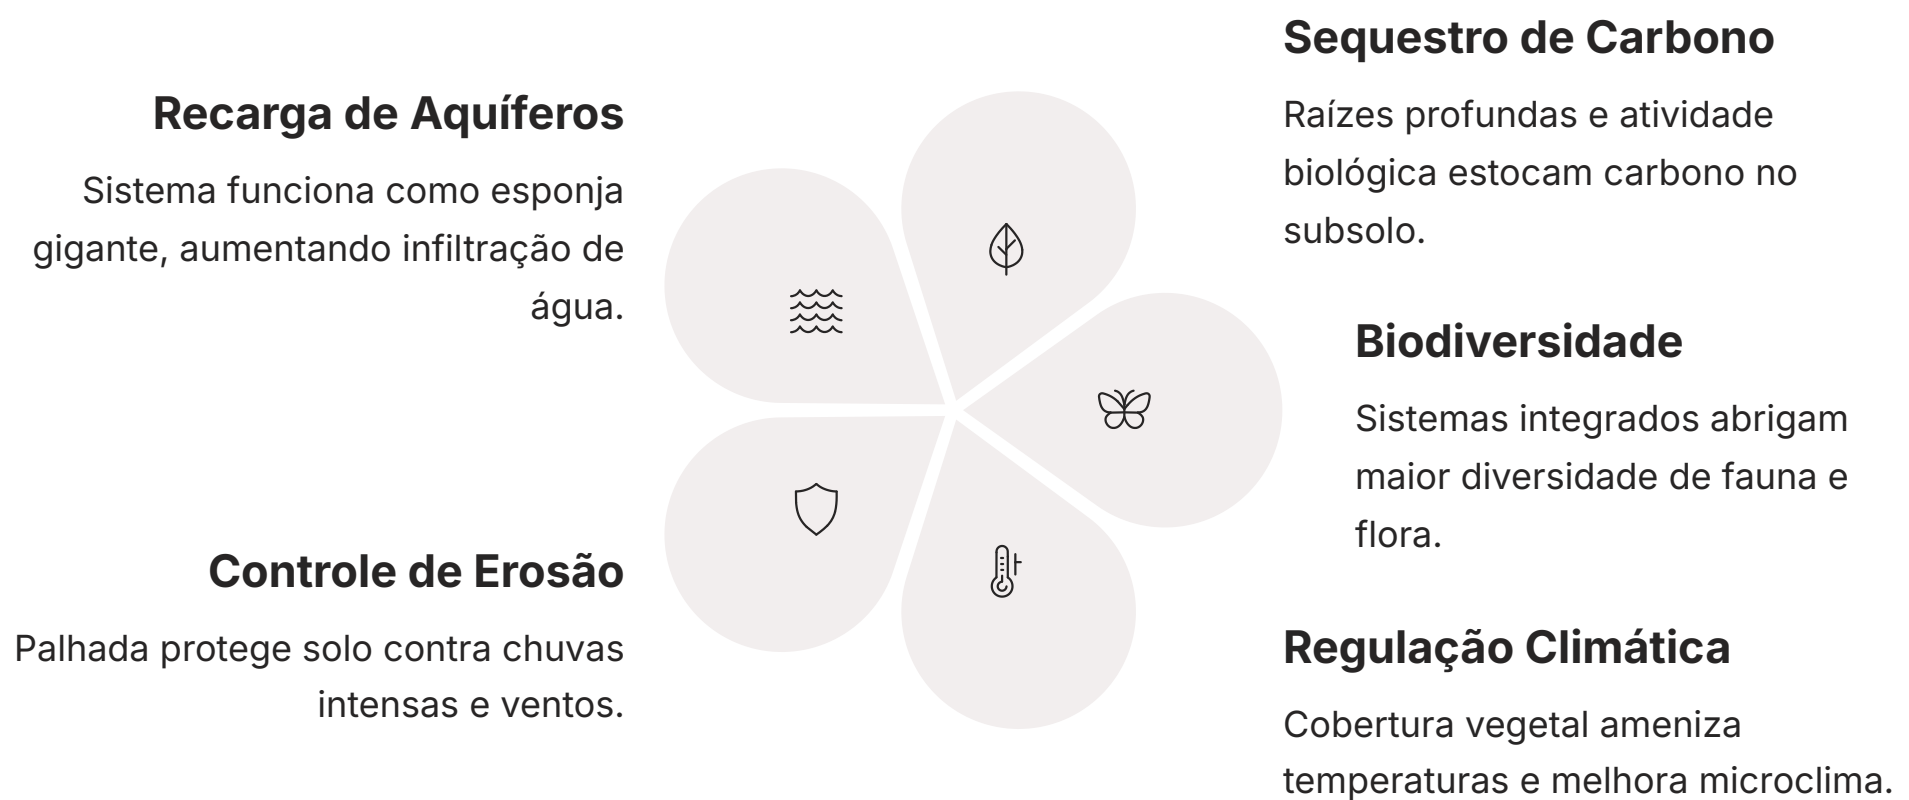 Sequestro de Carbono
Raízes profundas e atividade
biológica estocam carbono no
subsolo.
Recarga de Aquíferos
Sistema funciona como esponja
gigante, aumentando infiltração de
água.
Biodiversidade
Sistemas integrados abrigam
maior diversidade de fauna e
flora.
Controle de Erosão
Palhada protege solo contra chuvas
intensas e ventos.
Regulação Climática
Cobertura vegetal ameniza
temperaturas e melhora microclima.